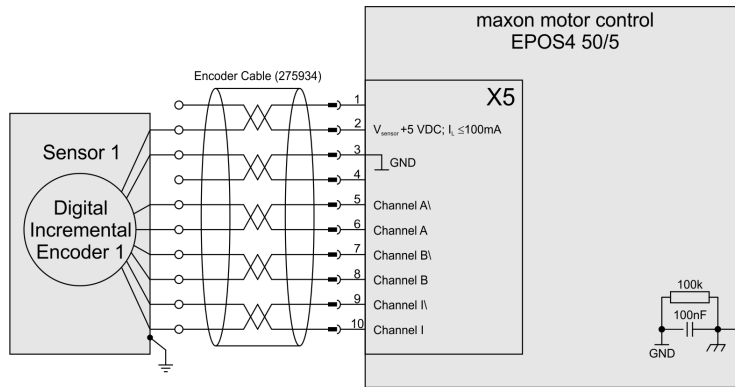 maxon motor control
EPOS4 50/5
Encoder Cable (275934)
X5
1
2
V sensor +5 VDC; I L ≤100mA
3
GND
4
5
Channel A\
6
Channel A
7
Channel B\
8
Channel B
9
Channel I\
10
Channel I
Sensor 1
Digital
Incremental
Encoder 1
100k
100nF
GND